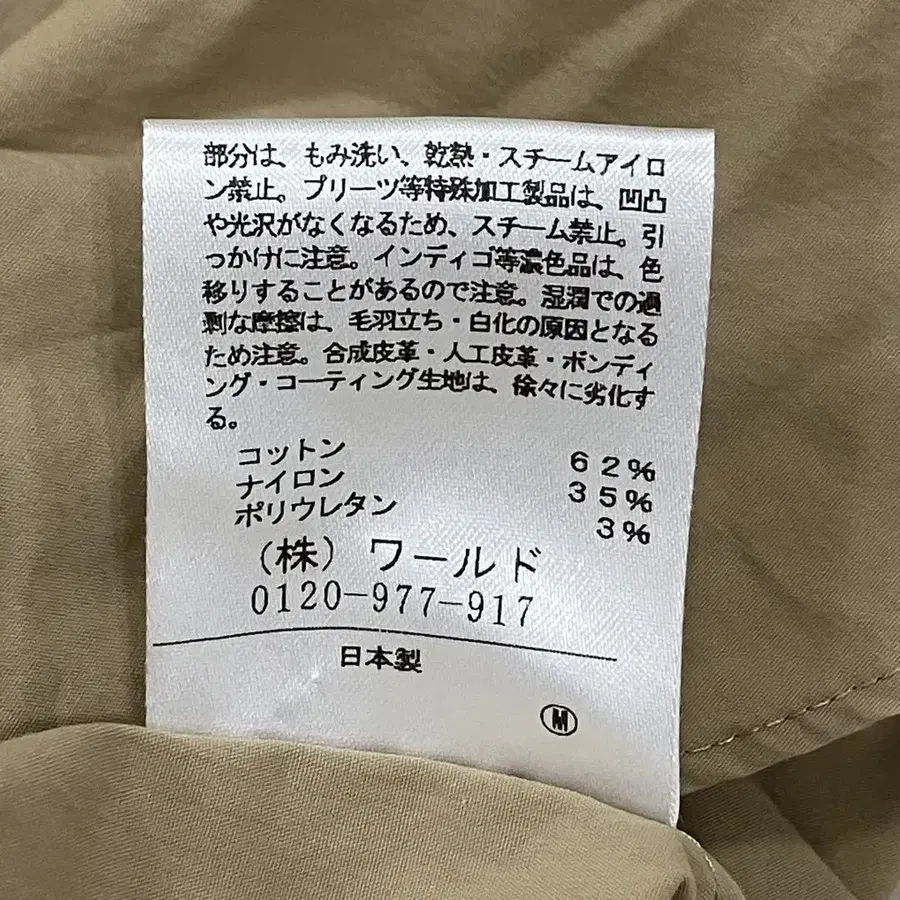 部分は、もみ洗い、乾熱・スチームアイロ
ン禁止。プリーツ等特殊加工製品は、凹凸
や光沢がなくなるため、スチーム禁止。引
っかけに注意。インディゴ等濃色品は、色
移りすることがあるので注意。湿潤での過
剰な摩擦は、毛羽立ち・白化の原因となる
ため注意。合成皮革・人工皮革・ボンディ
ング・コーティング生地は、徐々に劣化す
る。
コットン 62%
ナイロン 35%
ポリウレタン 3%
(株) ワールド
0120-977-917
日本製
M